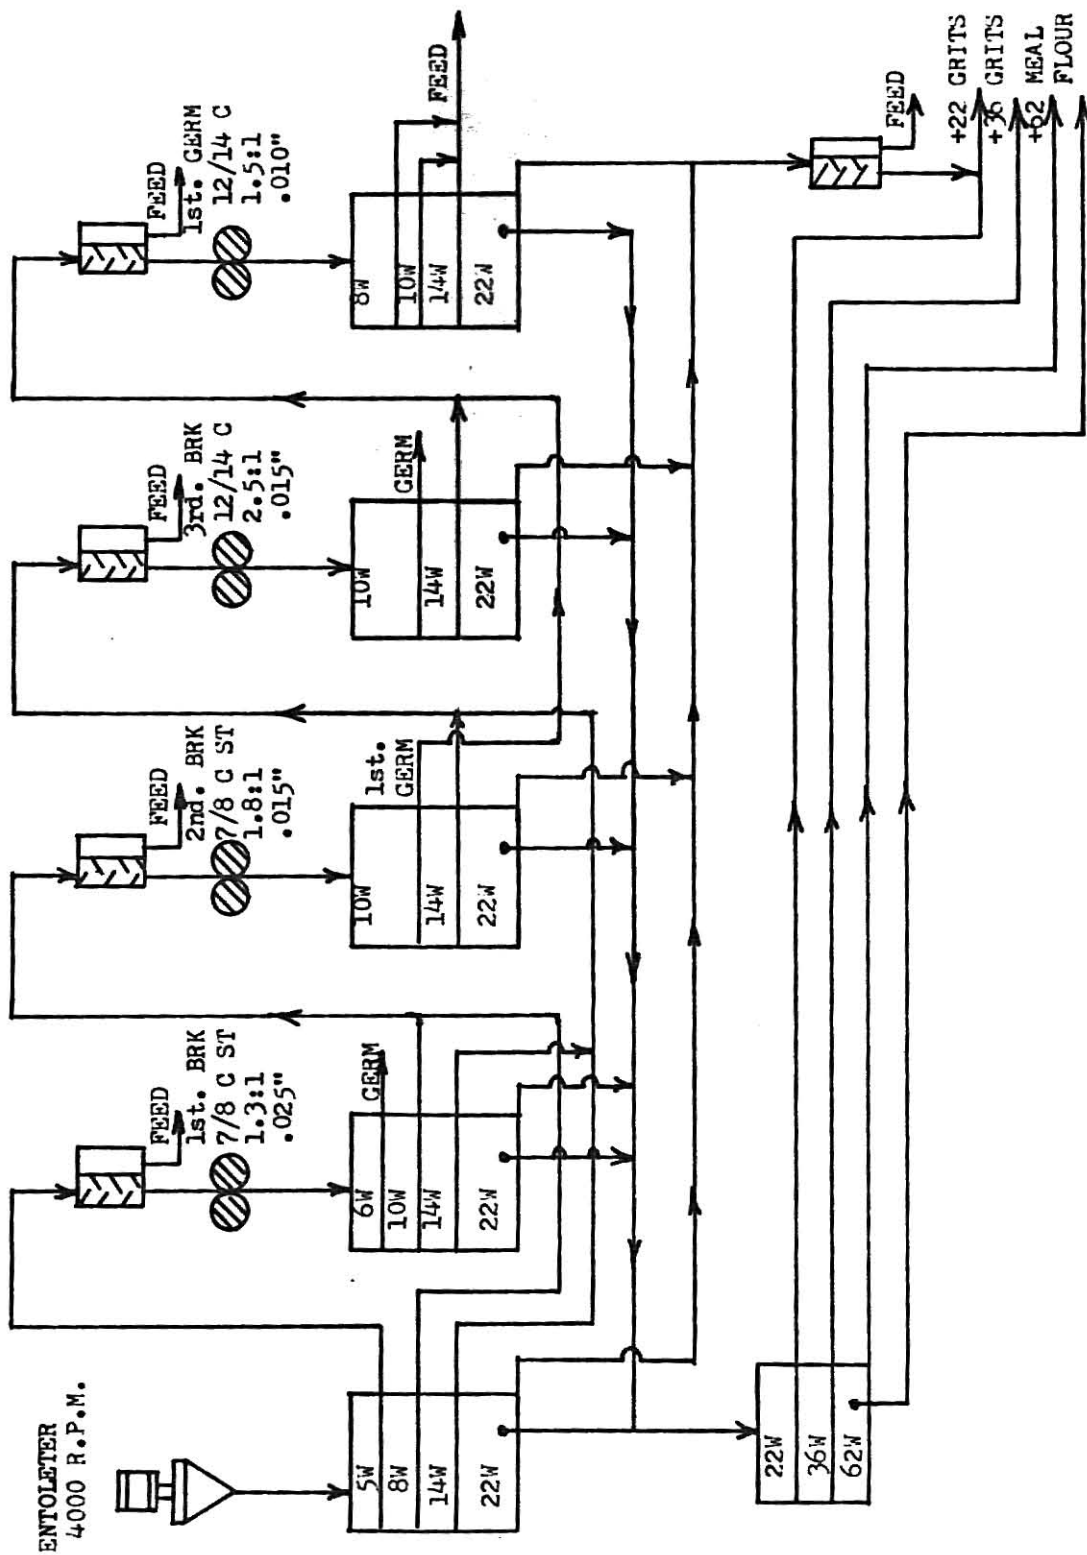 ENTOLETER
4000 R.P.M.
5W
8W
14W
22W
FEED
1st. BRK
7/8 C ST
1.3:1
.025"
6W
GERM
10W
14W
22W
FEED
2nd. BRK
7/8 C ST
1.8:1
.015"
10W
1st.
GERM
14W
22W
FEED
3rd. BRK
12/14 C
2.5:1
.015"
10W
GERM
14W
22W
FEED
1st. GERM
12/14 C
1.5:1
.010"
8W
10W
14W
FEED
22W
22W
36W
62W
FEED
+22 GRITS
+36 GRITS
+62 MEAL
FLOUR